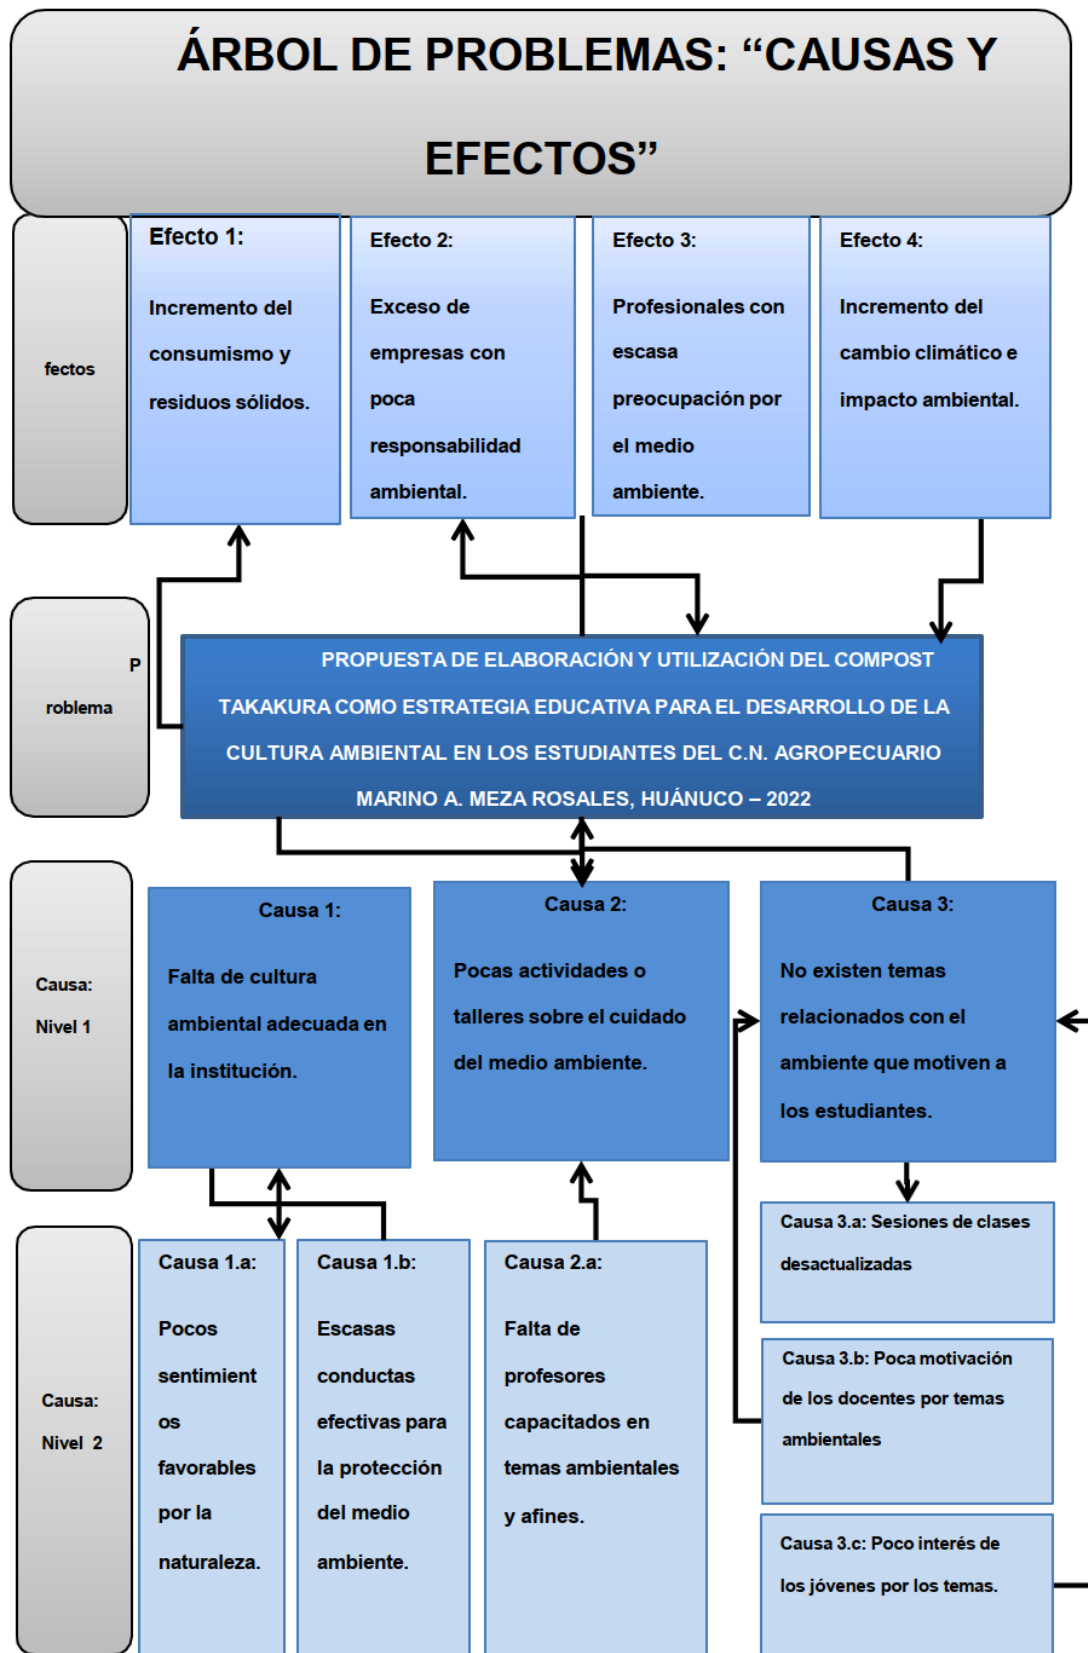 ÁRBOL DE PROBLEMAS: “CAUSAS Y
EFECTOS”
fectos
Efecto 1:
Incremento del
consumismo y
residuos sólidos.
Efecto 2:
Exceso de
empresas con
poca
responsabilidad
ambiental.
Efecto 3:
Profesionales con
escasa
preocupación por
el medio
ambiente.
Efecto 4:
Incremento del
cambio climático e
impacto ambiental.
P
roblema
PROPUESTA DE ELABORACIÓN Y UTILIZACIÓN DEL COMPOST
TAKAKURA COMO ESTRATEGIA EDUCATIVA PARA EL DESARROLLO DE LA
CULTURA AMBIENTAL EN LOS ESTUDIANTES DEL C.N. AGROPECUARIO
MARINO A. MEZA ROSALES, HUÁNUCO – 2022
Causa:
Nivel 1
Causa 1:
Falta de cultura
ambiental adecuada en
la institución.
Causa 2:
Pocas actividades o
talleres sobre el cuidado
del medio ambiente.
Causa 3:
No existen temas
relacionados con el
ambiente que motiven a
los estudiantes.
Causa:
Nivel 2
Causa 1.a:
Pocos
sentimient
os
favorables
por la
naturaleza.
Causa 1.b:
Escasas
conductas
efectivas para
la protección
del medio
ambiente.
Causa 2.a:
Falta de
profesores
capacitados en
temas ambientales
y afines.
Causa 3.a: Sesiones de clases
desactualizadas
Causa 3.b: Poca motivación
de los docentes por temas
ambientales
Causa 3.c: Poco interés de
los jóvenes por los temas.